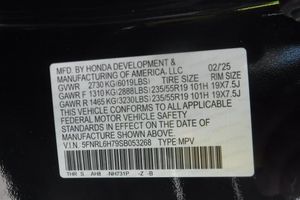 MFD. BY HONDA DEVELOPMENT & 02/'25
MANUFACTURING OF AMERICA, LLC
GVWR 2730 KG(6019LBS) TIRE SIZE RIM SIZE
GAWR F 1310 KG(2888LBS) 235/55R19 101H 19X7.5J
GAWR R 1465 KG(3230LBS) 235/55R19 101H 19X7.5J
THIS VEHICLE CONFORMS TO ALL APPLICABLE
FEDERAL MOTOR VEHICLE SAFETY
STANDARDS IN EFFECT ON THE DATE OF
MANUFACTURE SHOWN ABOVE.
V.I.N. 5FNRL6H79SB053268 TYPE MPV
THR S AH8 NH731P -Z -B